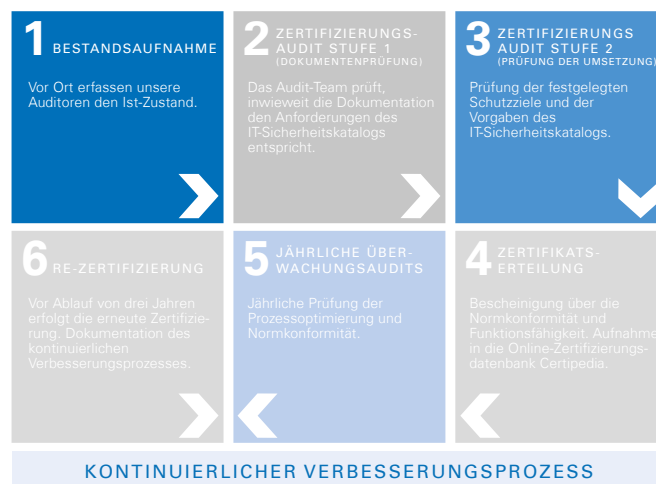 1 BESTANDSAUFNAHME
Vor Ort erfassen unsere
Auditoren den Ist-Zustand.
2 ZERTIFIZIERUNGS-
AUDIT STUFE 1
(DOKUMENTENPRÜFUNG)
Das Audit-Team prüft,
inwieweit die Dokumentation
den Anforderungen des
IT-Sicherheitskatalogs
entspricht.
3 ZERTIFIZIERUNGS
AUDIT STUFE 2
(PRÜFUNG DER UMSETZUNG)
Prüfung der festgelegten
Schutzziele und der
Vorgaben des
IT-Sicherheitskatalogs.
6 RE-ZERTIFIZIERUNG
Vor Ablauf von drei Jahren
erfolgt die erneute Zertifizie-
rung. Dokumentation des
kontinuierlichen
Verbesserungsprozesses.
5 JÄHRLICHE ÜBER-
WACHUNGSAUDITS
Jährliche Prüfung der
Prozessoptimierung und
Normkonformität.
4 ZERTIFIKATS-
ERTEILUNG
Bescheinigung über die
Normkonformität und
Funktionsfähigkeit. Aufnahme
in die Online-Zertifizierungs-
datenbank Certipedia.
KONTINUIERLICHER VERBESSERUNGSPROZESS